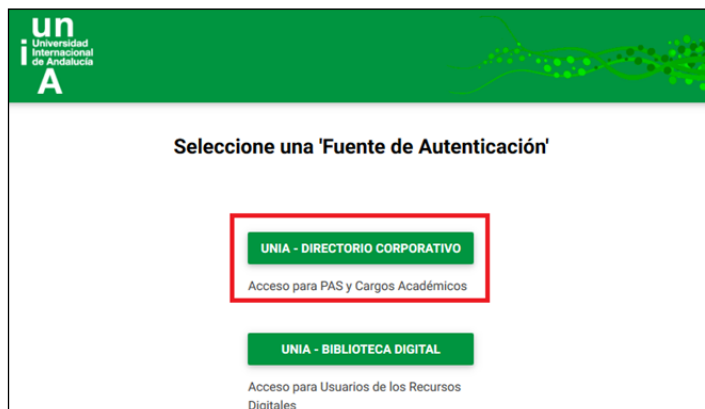 un
i Universidad
Internacional
de Andalucía
A
Seleccione una 'Fuente de Autenticación'
UNIA - DIRECTORIO CORPORATIVO
Acceso para PAS y Cargos Académicos
UNIA - BIBLIOTECA DIGITAL
Acceso para Usuarios de los Recursos
Digitales